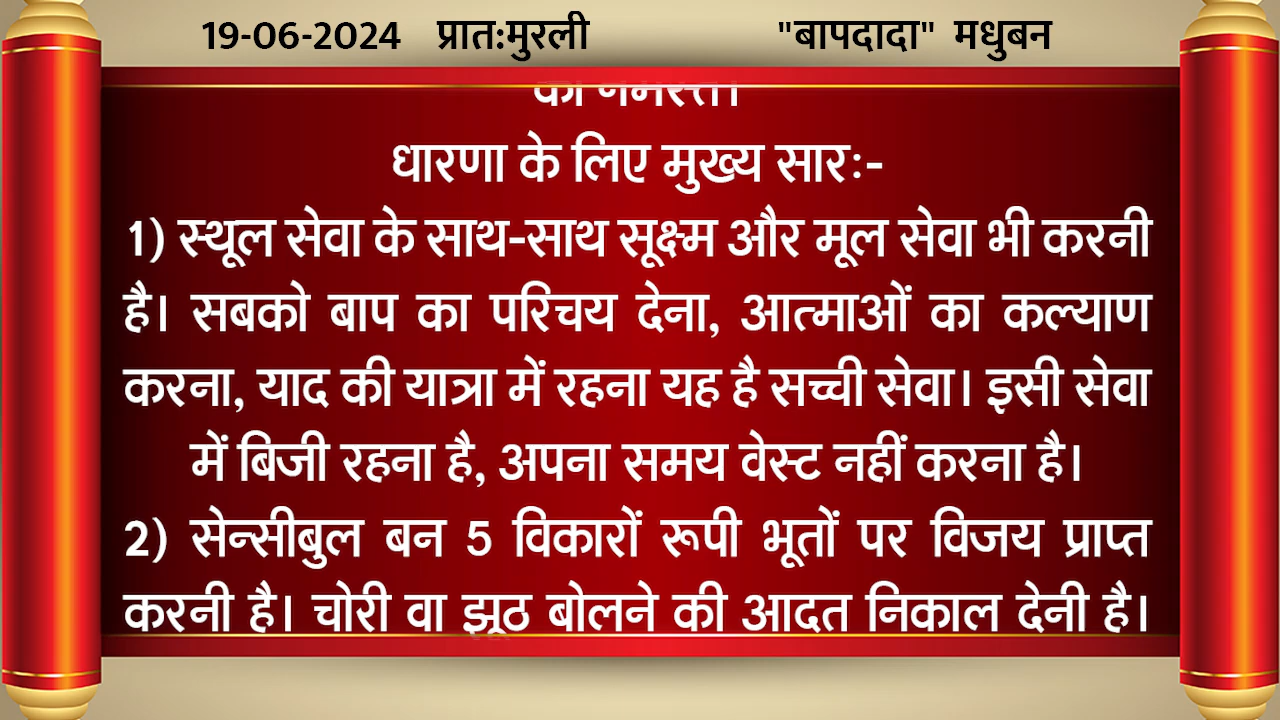 19-06-2024 प्रात:मुरली "बापदादा" मधुबन
को नमस्ते।
धारणा के लिए मुख्य सार:-
1) स्थूल सेवा के साथ-साथ सूक्ष्म और मूल सेवा भी करनी
है। सबको बाप का परिचय देना, आत्माओं का कल्याण
करना, याद की यात्रा में रहना यह है सच्ची सेवा। इसी सेवा
में बिजी रहना है, अपना समय वेस्ट नहीं करना है।
2) सेन्सीबुल बन 5 विकारों रूपी भूतों पर विजय प्राप्त
करनी है। चोरी वा झूठ बोलने की आदत निकाल देनी है।